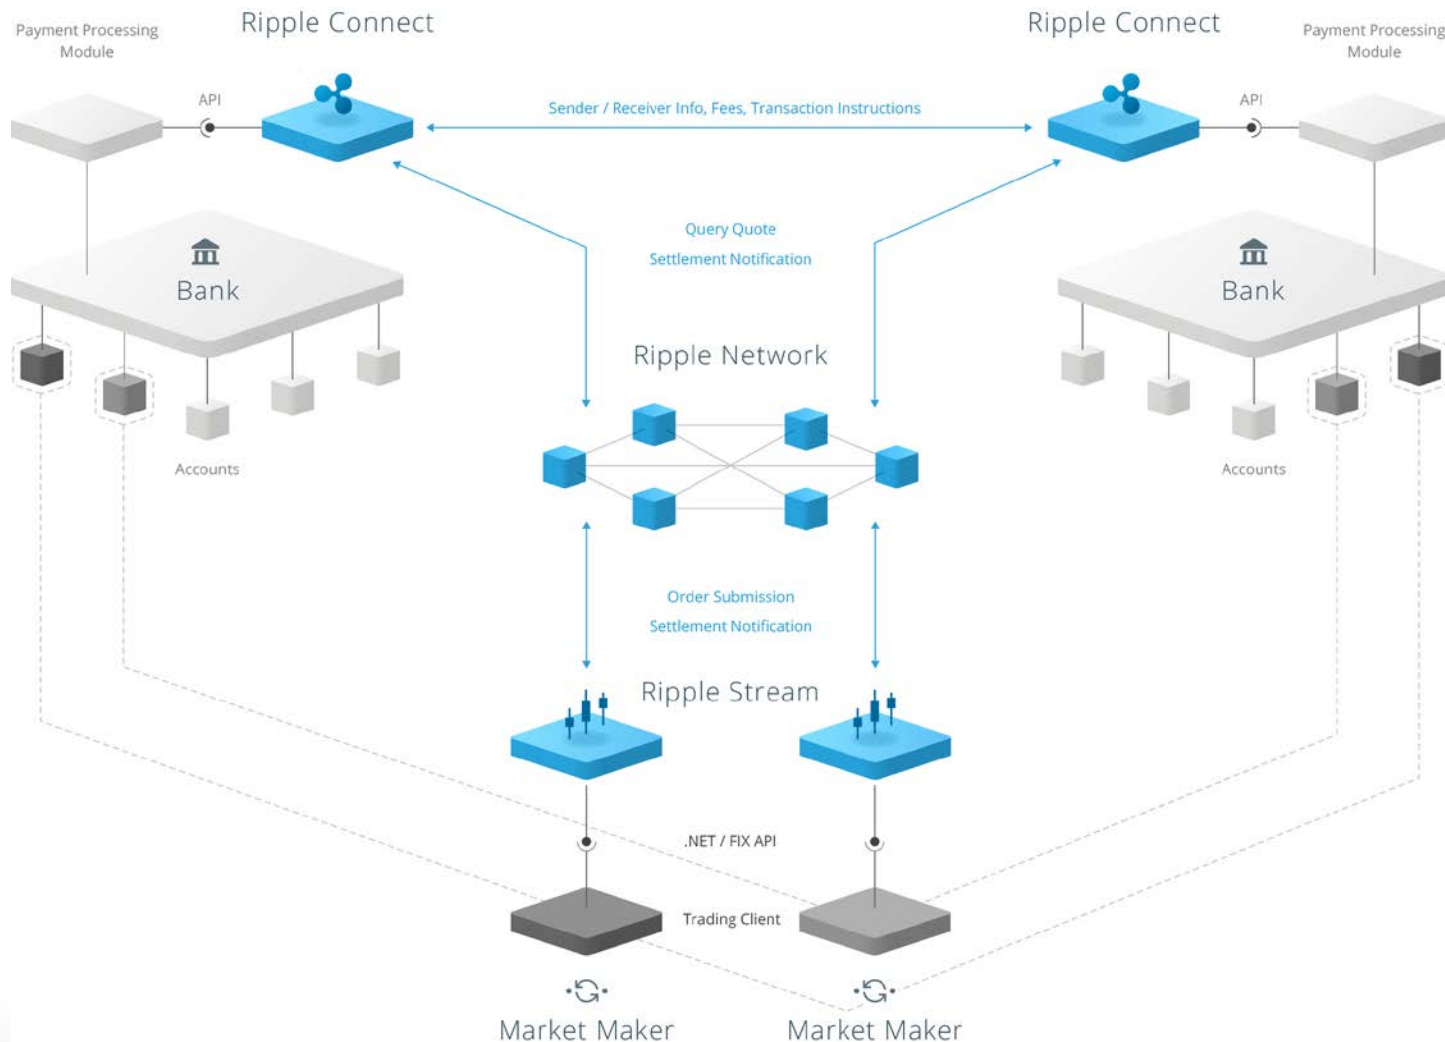 Ripple Connect
Ripple Connect
Payment Processing
Module
Payment Processing
Module
API
Sender / Receiver Info, Fees, Transaction Instructions
API
Query Quote
Settlement Notification
Bank
Bank
Ripple Network
Accounts
Accounts
Order Submission
Settlement Notification
Ripple Stream
.NET / FIX API
Trading Client
Market Maker
Market Maker